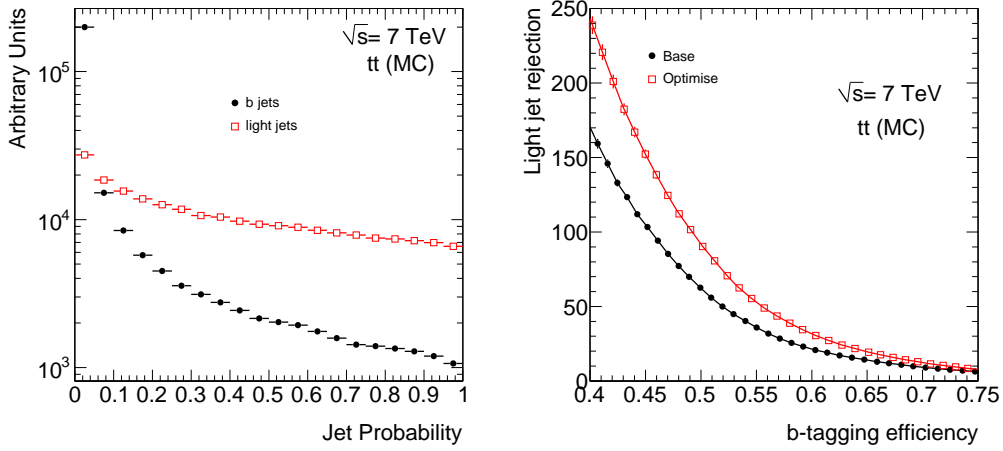 Arbitrary Units
10^5
10^4
10^3
√s= 7 TeV
tt (MC)
b jets
light jets
0 0.1 0.2 0.3 0.4 0.5 0.6 0.7 0.8 0.9 1
Jet Probability
Light jet rejection
250
200
150
100
50
0
Base
Optimise
√s= 7 TeV
tt (MC)
0.4 0.45 0.5 0.55 0.6 0.65 0.7 0.75
b-tagging efficiency